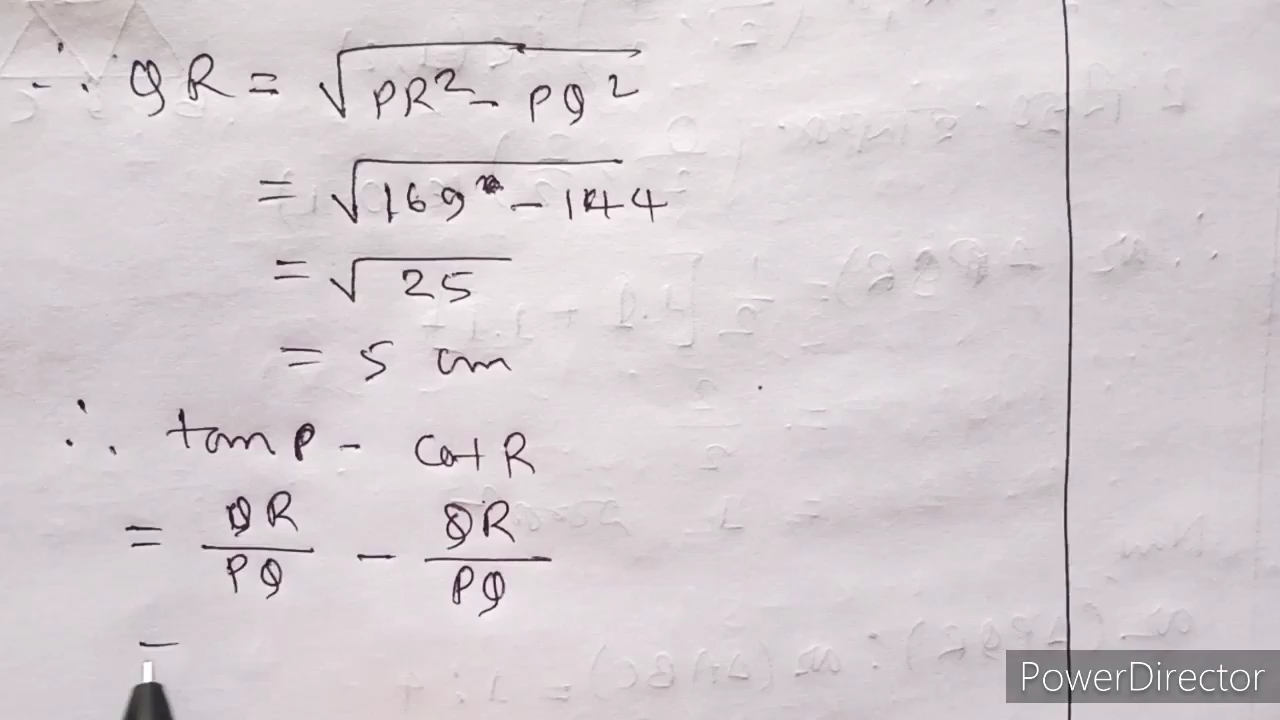 ∴ QR = √(PR² - PQ²)
= √(169 - 144)
= √25
= 5 cm
∴ tan P - Cot R
= QR/PQ - QR/PQ
=
PowerDirector